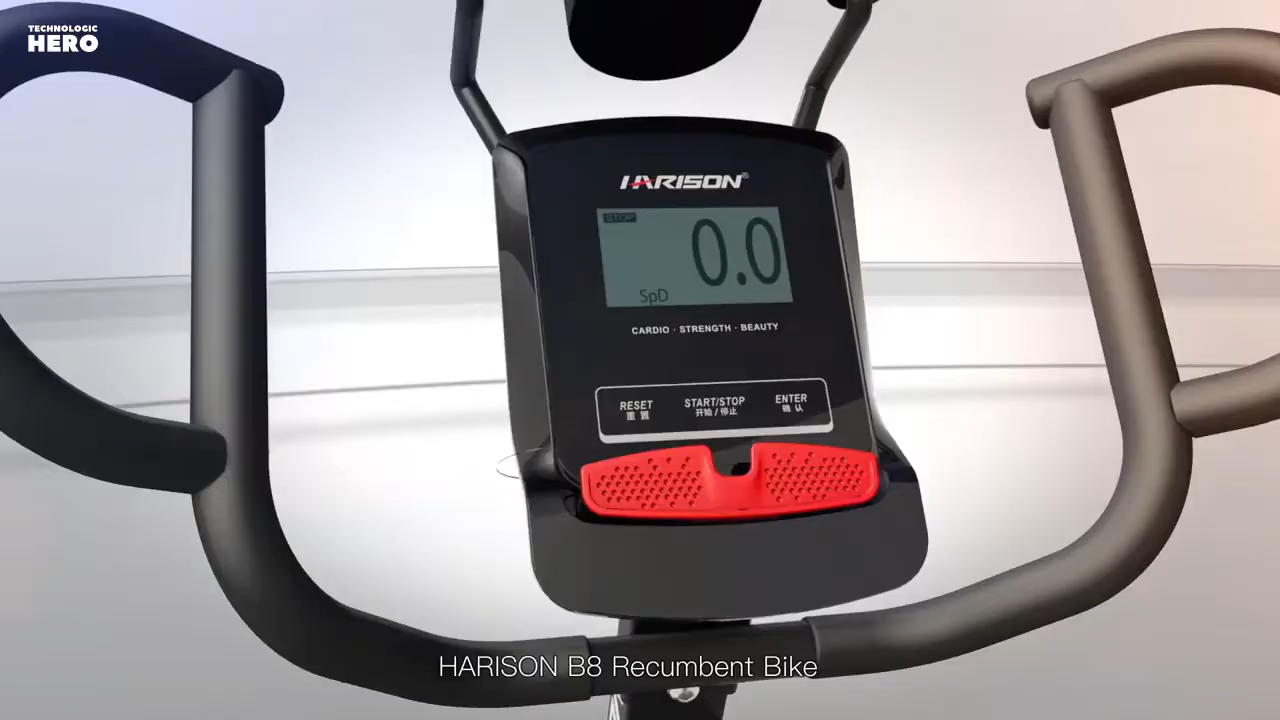 TECHNOLOGIC
HERO
HARISON®
STOP
0.0
SpD
CARDIO · STRENGTH · BEAUTY
RESET
重置
START/STOP
开始/停止
ENTER
确认
HARISON B8 Recumbent Bike